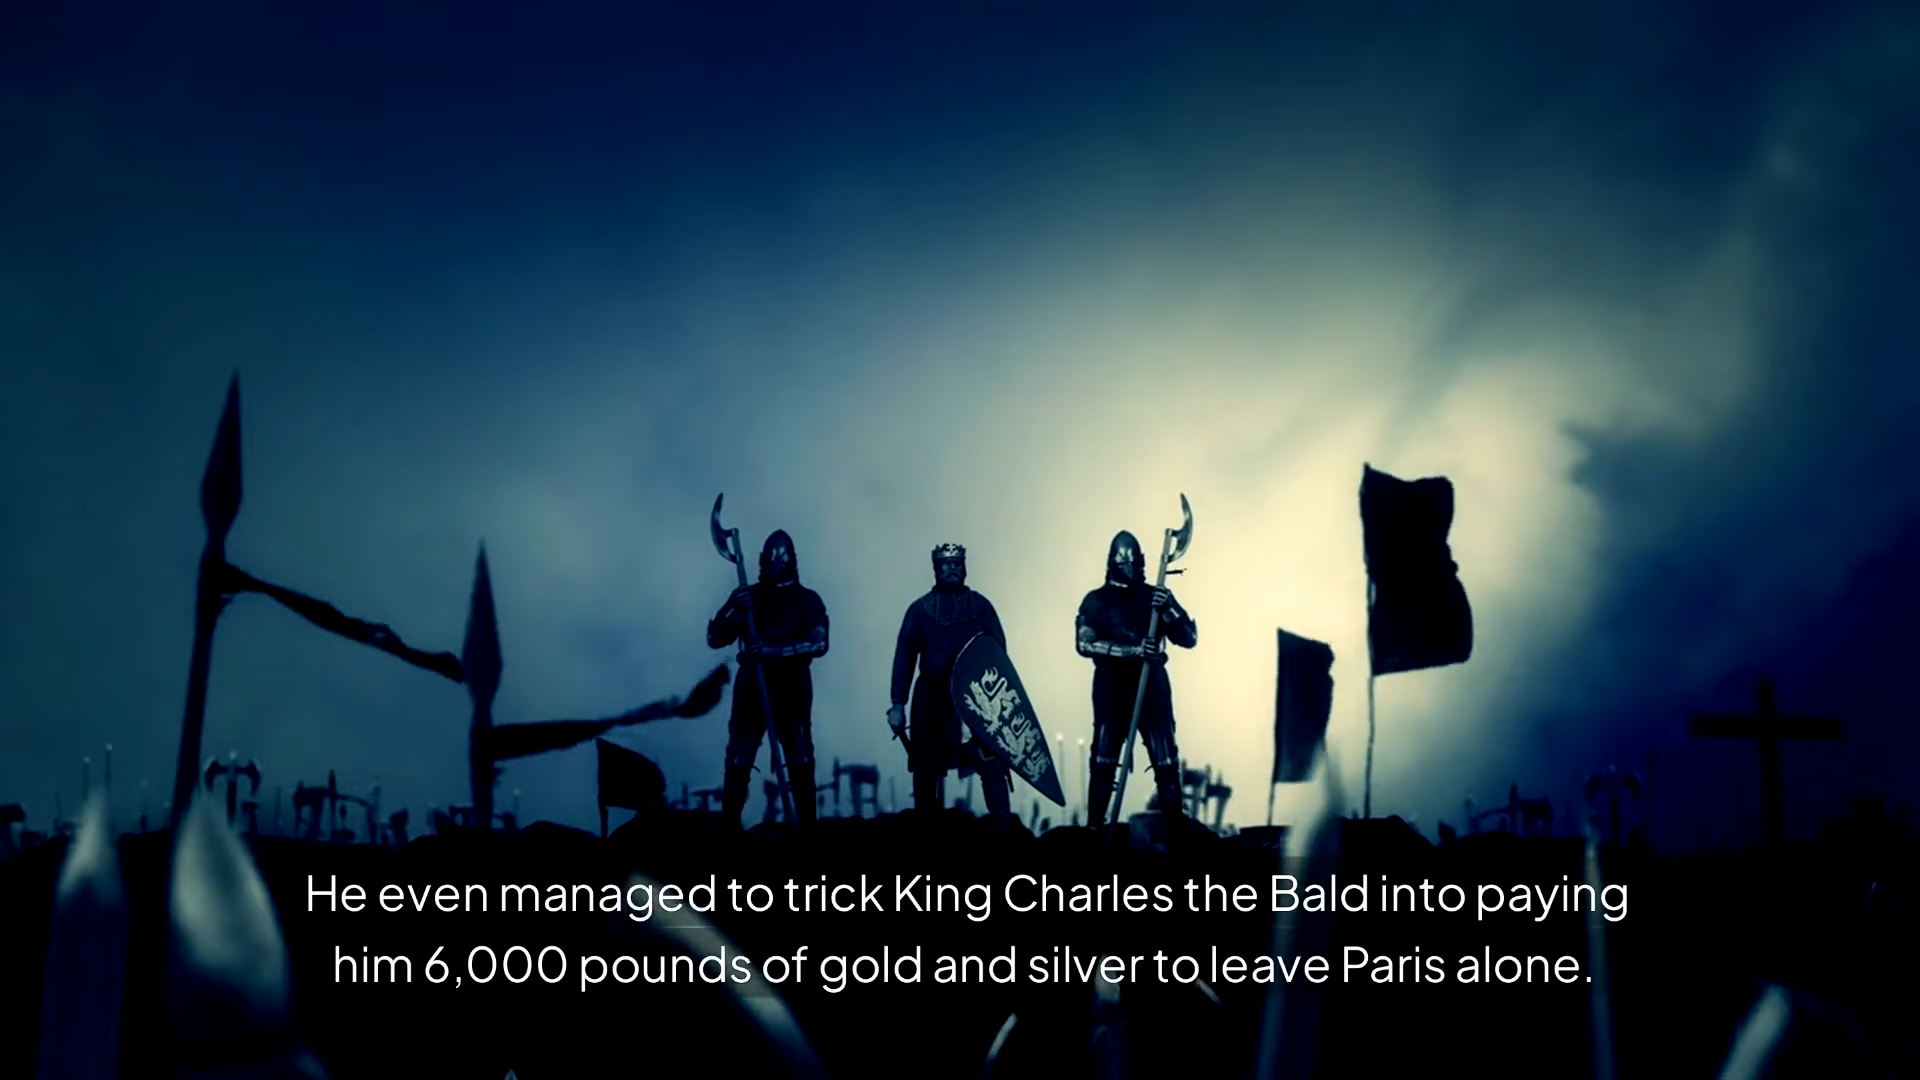 He even managed to trick King Charles the Bald into paying
him 6,000 pounds of gold and silver to leave Paris alone.